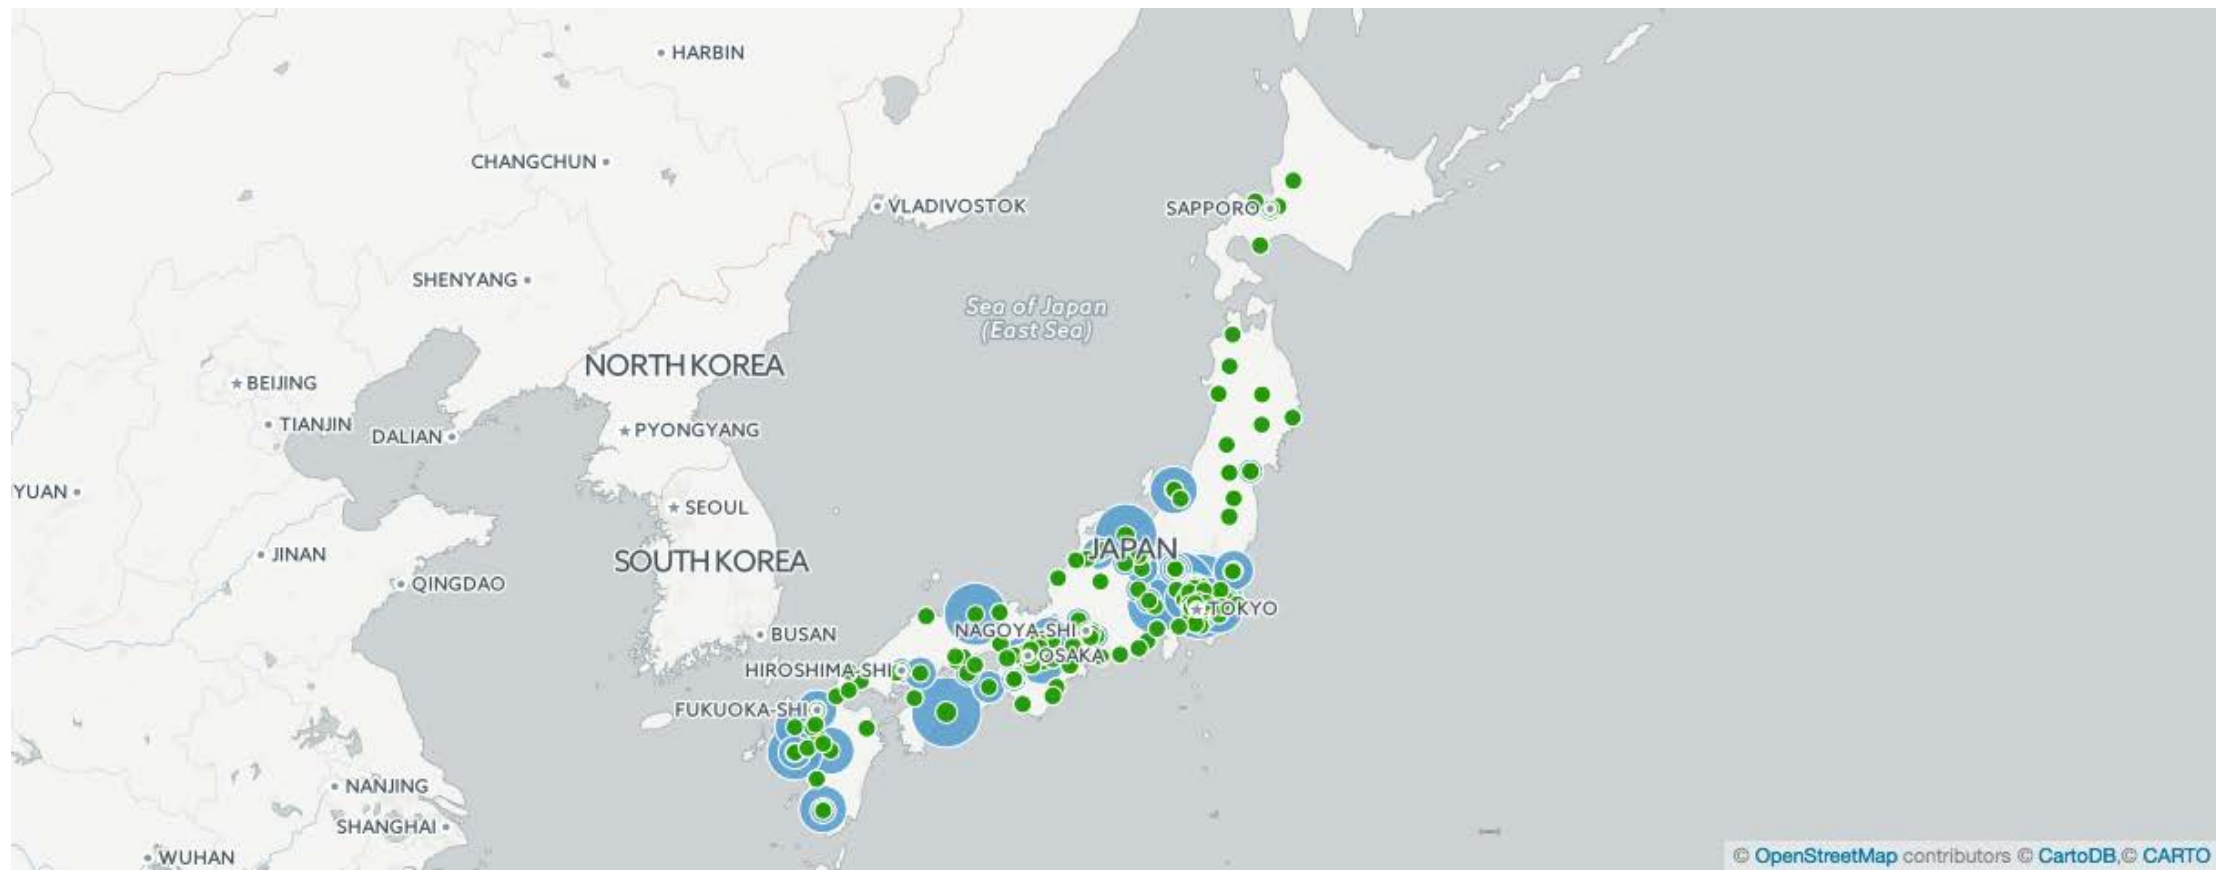 HARBIN
CHANGCHUN
VLADIVOSTOK
SAPPORO
SHENYANG
Sea of Japan
(East Sea)
NORTH KOREA
BEIJING
TIANJIN
DALIAN
PYONGYANG
YUAN
SEOUL
JINAN
SOUTH KOREA
JAPAN
QINGDAO
TOKYO
BUSAN
NAGOYA-SHI
OSAKA
HIROSHIMA-SHI
FUKUOKA-SHI
NANJING
SHANGHAI
WUHAN
© OpenStreetMap contributors © CartoDB,© CARTO